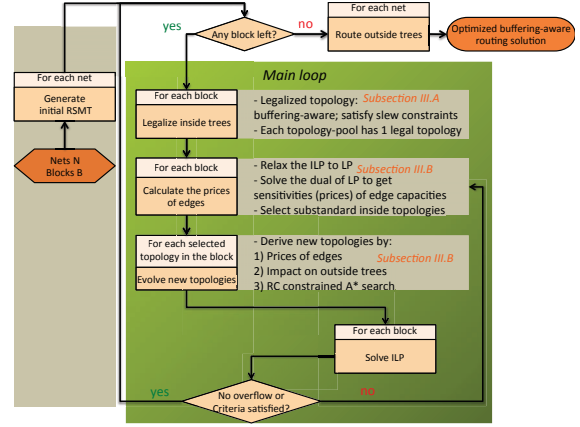 For each net
yes
Any block left?
no
Route outside trees
Optimized buffering-aware
routing solution
For each net
Generate
initial RSMT
Nets N
Blocks B
Main loop
For each block
Legalize inside trees
- Legalized topology: Subsection III.A
buffering-aware; satisfy slew constraints
- Each topology-pool has 1 legal topology
For each block
Calculate the prices
of edges
- Relax the ILP to LP Subsection III.B
- Solve the dual of LP to get
sensitivities (prices) of edge capacities
- Select substandard inside topologies
For each selected
topology in the block
Evolve new topologies
- Derive new topologies by:
1) Prices of edges
Subsection III.B
2) Impact on outside trees
3) RC constrained A* search
For each block
Solve ILP
yes
No overflow or
Criteria satisfied?
no